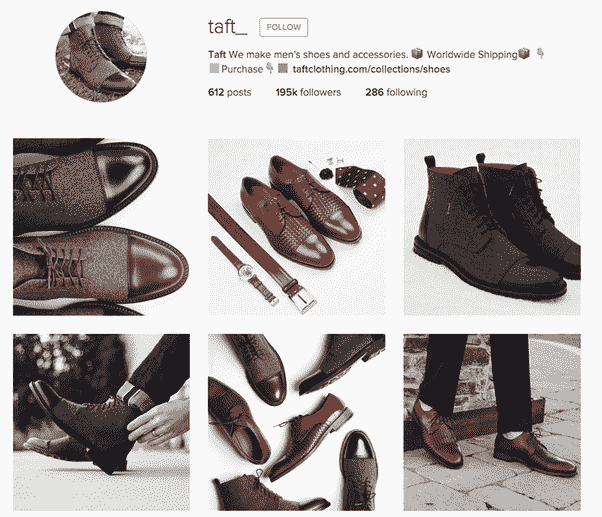 taft_ FOLLOW
Taft We make men's shoes and accessories. 📦 Worldwide Shipping📦 👇
Purchase👇 taftclothing.com/collections/shoes
612 posts 195k followers 286 following